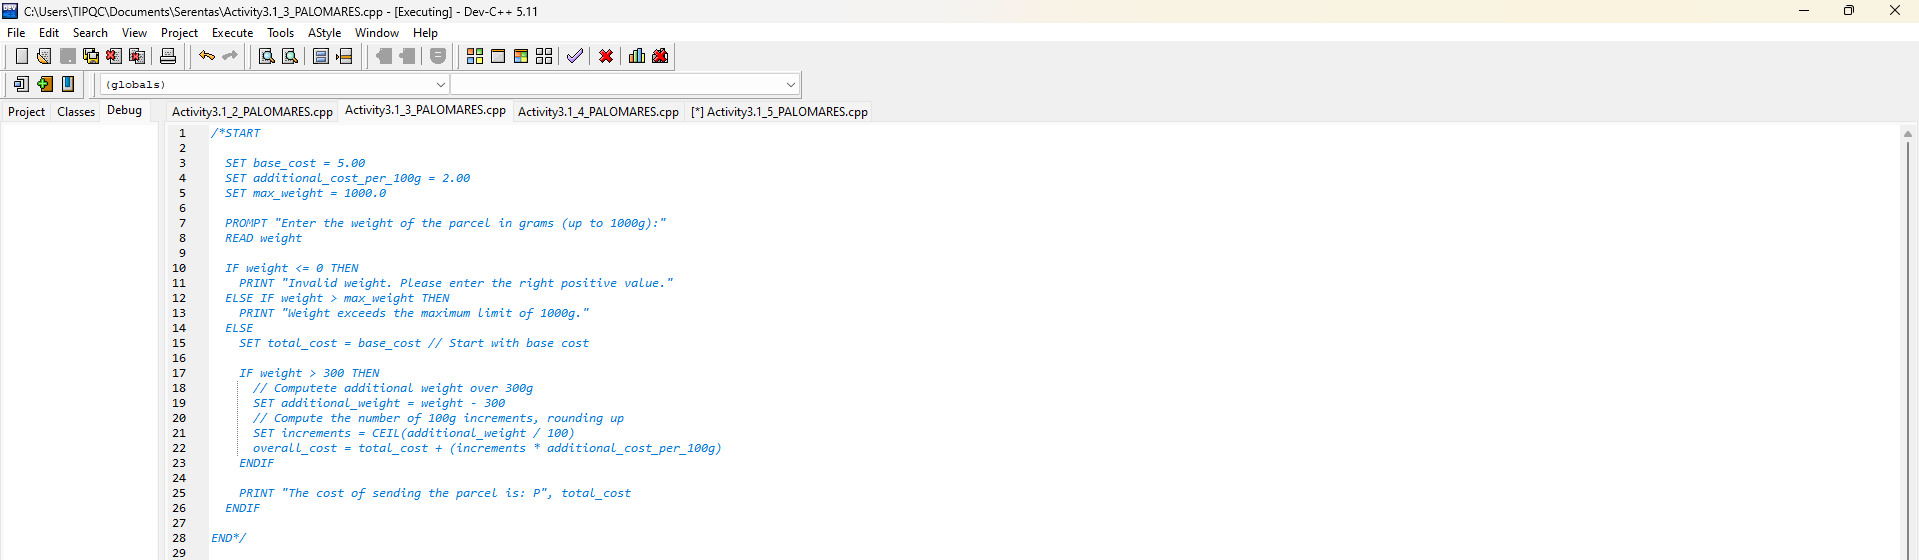 C:\Users\TIPQC\Documents\Serentas\Activity3.1_3_PALOMARES.cpp - [Executing] - Dev-C++ 5.11
File Edit Search View Project Execute Tools AStyle Window Help
(globals)
Project Classes Debug Activity3.1_2_PALOMARES.cpp Activity3.1_3_PALOMARES.cpp Activity3.1_4_PALOMARES.cpp [*] Activity3.1_5_PALOMARES.cpp
1 /*START
2
3 SET base_cost = 5.00
4 SET additional_cost_per_100g = 2.00
5 SET max_weight = 1000.0
6
7 PROMPT "Enter the weight of the parcel in grams (up to 1000g):"
8 READ weight
9
10 IF weight <= 0 THEN
11 PRINT "Invalid weight. Please enter the right positive value."
12 ELSE IF weight > max_weight THEN
13 PRINT "Weight exceeds the maximum limit of 1000g."
14 ELSE
15 SET total_cost = base_cost // Start with base cost
16
17 IF weight > 300 THEN
18 // Computete additional weight over 300g
19 SET additional_weight = weight - 300
20 // Compute the number of 100g increments, rounding up
21 SET increments = CEIL(additional_weight / 100)
22 overall_cost = total_cost + (increments * additional_cost_per_100g)
23 ENDIF
24
25 PRINT "The cost of sending the parcel is: P", total_cost
26 ENDIF
27
28 END*/
29